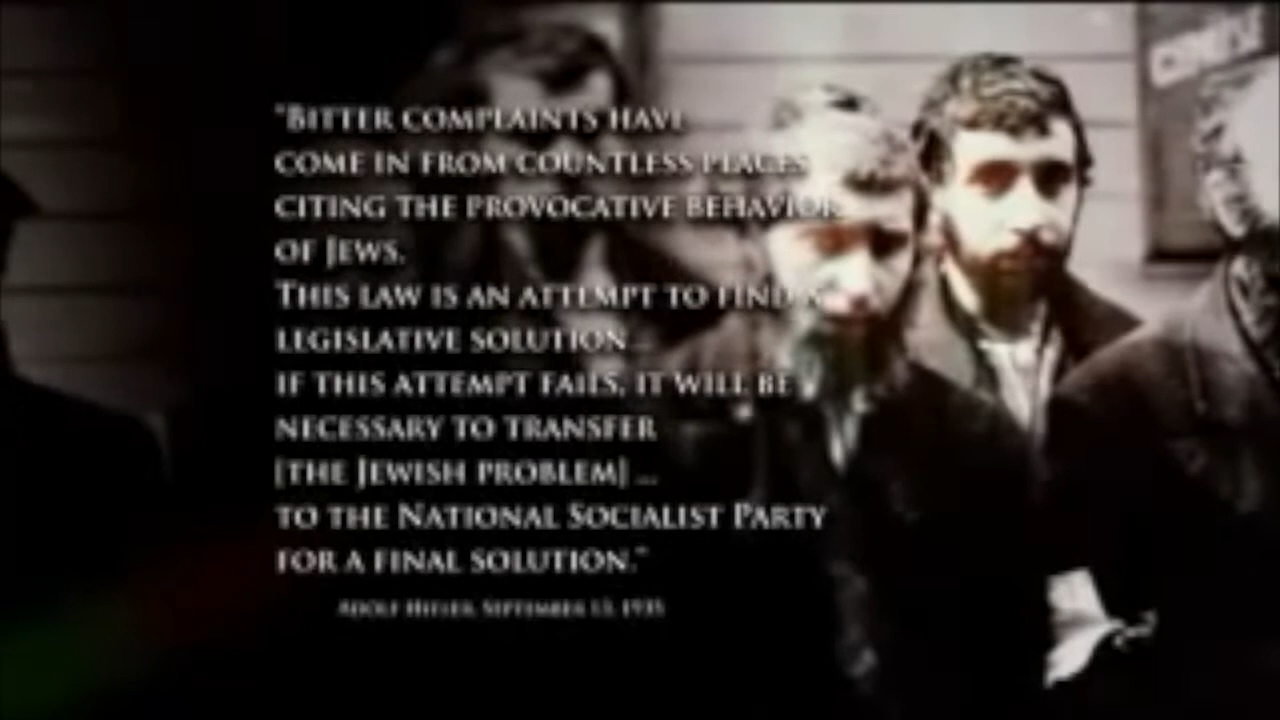 "BITTER COMPLAINTS HAVE
COME IN FROM COUNTLESS PLACES
CITING THE PROVOCATIVE BEHAVIOR
OF JEWS.
THIS LAW IS AN ATTEMPT TO FIND A
LEGISLATIVE SOLUTION...
IF THIS ATTEMPT FAILS, IT WILL BE
NECESSARY TO TRANSFER
[THE JEWISH PROBLEM] ...
TO THE NATIONAL SOCIALIST PARTY
FOR A FINAL SOLUTION."
ADOLF HITLER, SEPTEMBER 15, 1935